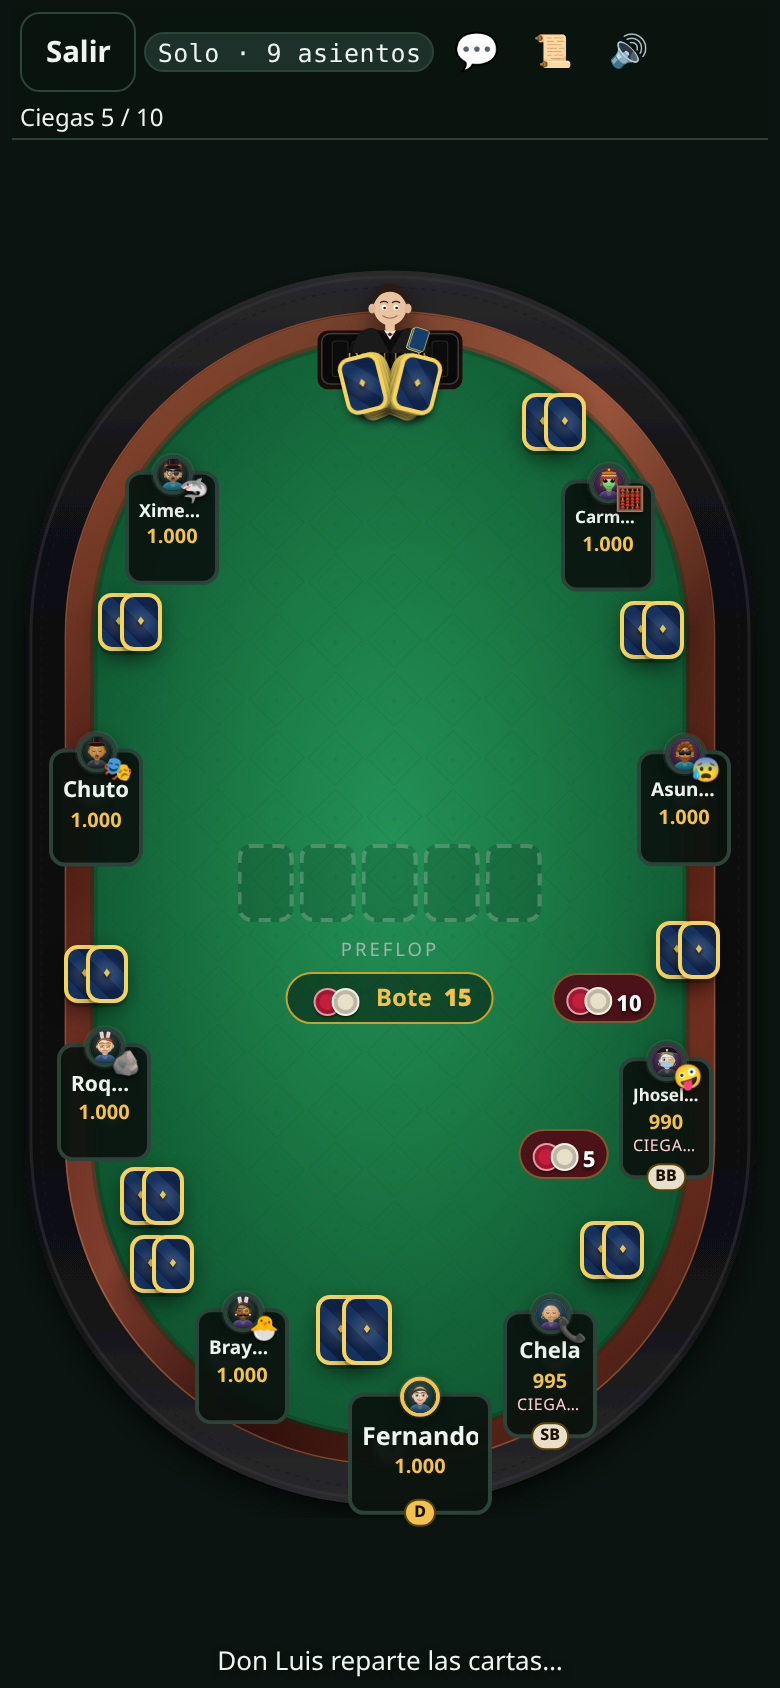 Salir
Solo · 9 asientos
Ciegas 5 / 10
Xime...
1.000
Carm...
1.000
Chuto
1.000
Asun...
1.000
PREFLOP
Bote 15
10
Roq...
1.000
Jhosel...
990
CIEGA...
BB
5
Bray...
1.000
Chela
995
CIEGA...
SB
Fernando
1.000
D
Don Luis reparte las cartas...